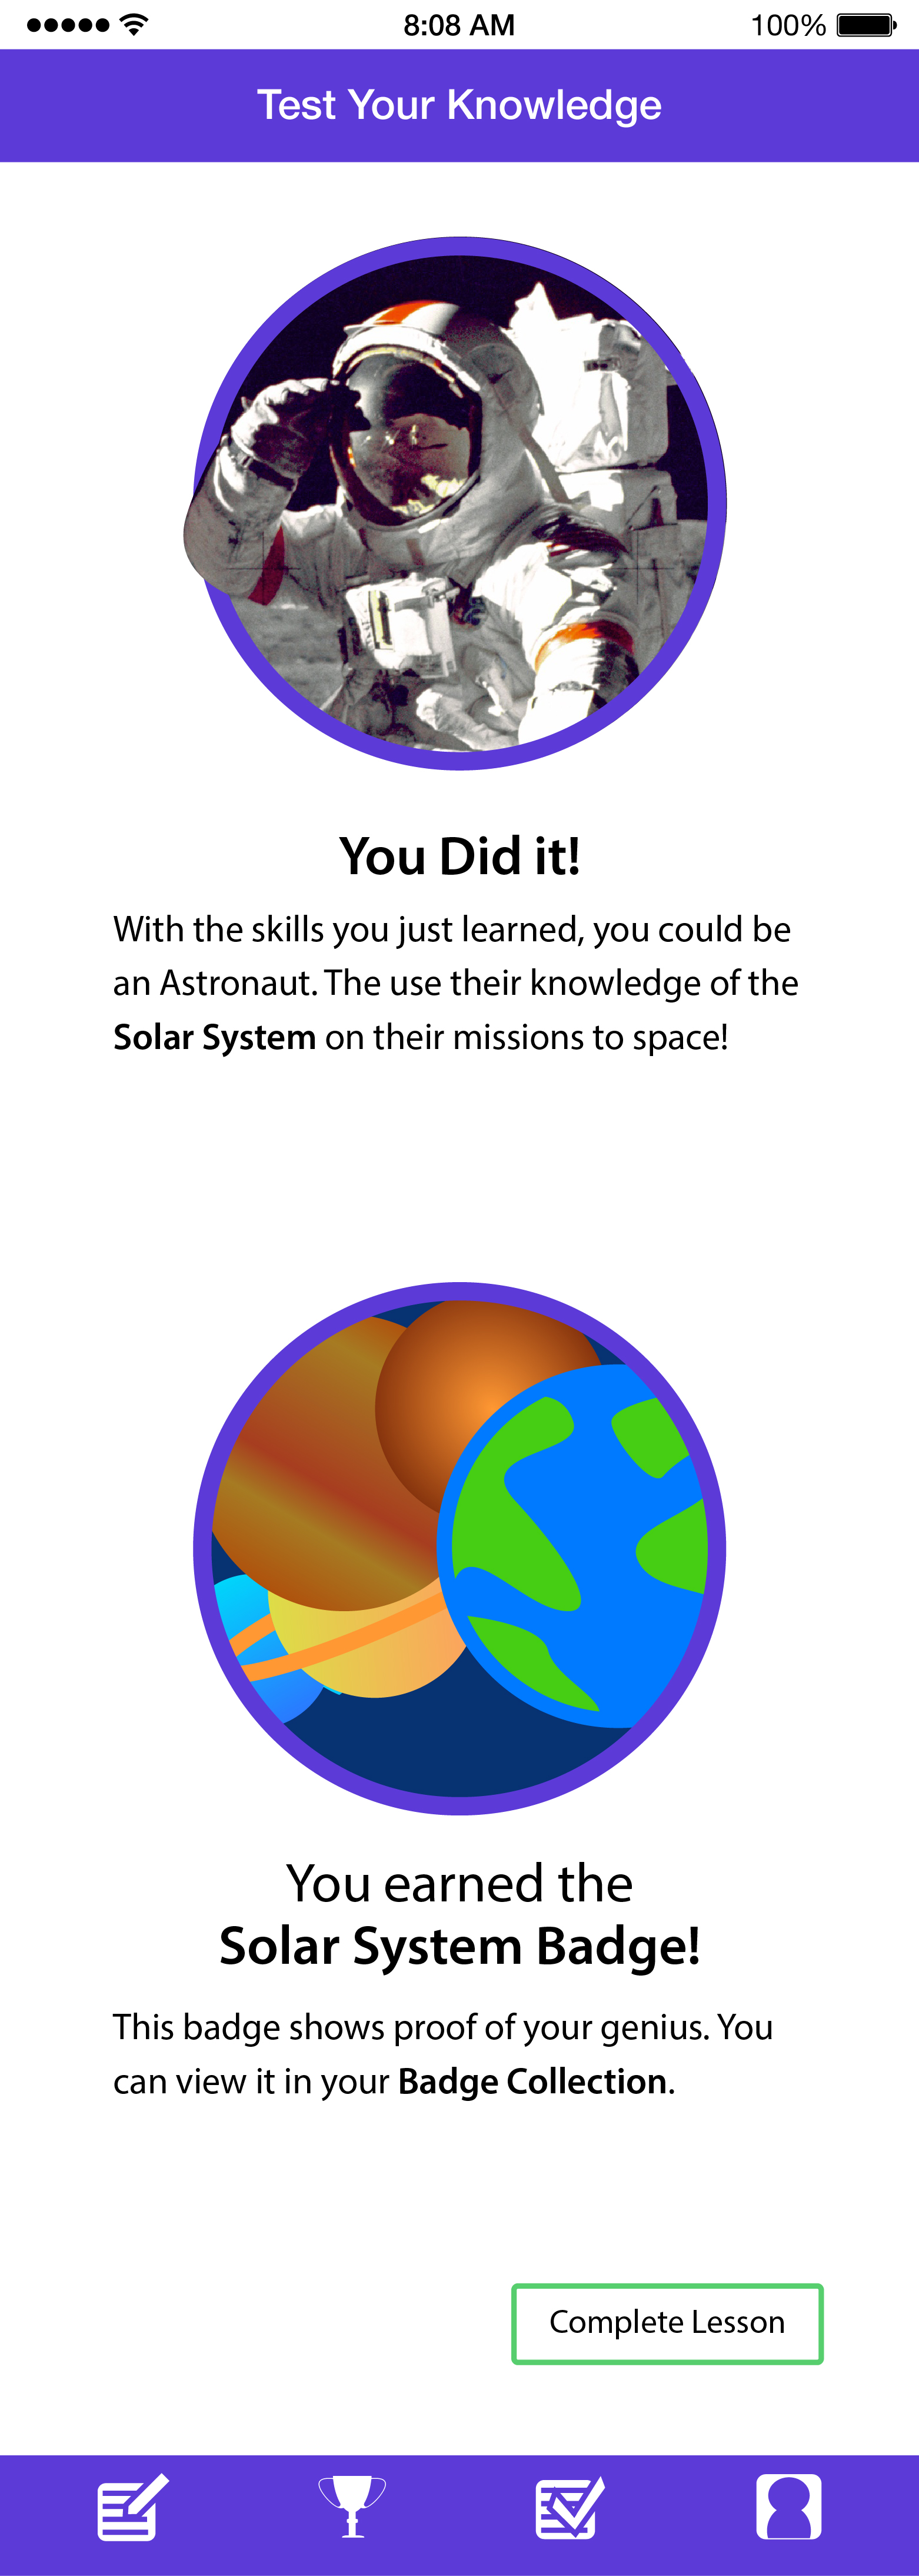 8:08 AM
100%
Test Your Knowledge
You Did it!
With the skills you just learned, you could be
an Astronaut. The use their knowledge of the
Solar System on their missions to space!
You earned the
Solar System Badge!
This badge shows proof of your genius. You
can view it in your Badge Collection.
Complete Lesson